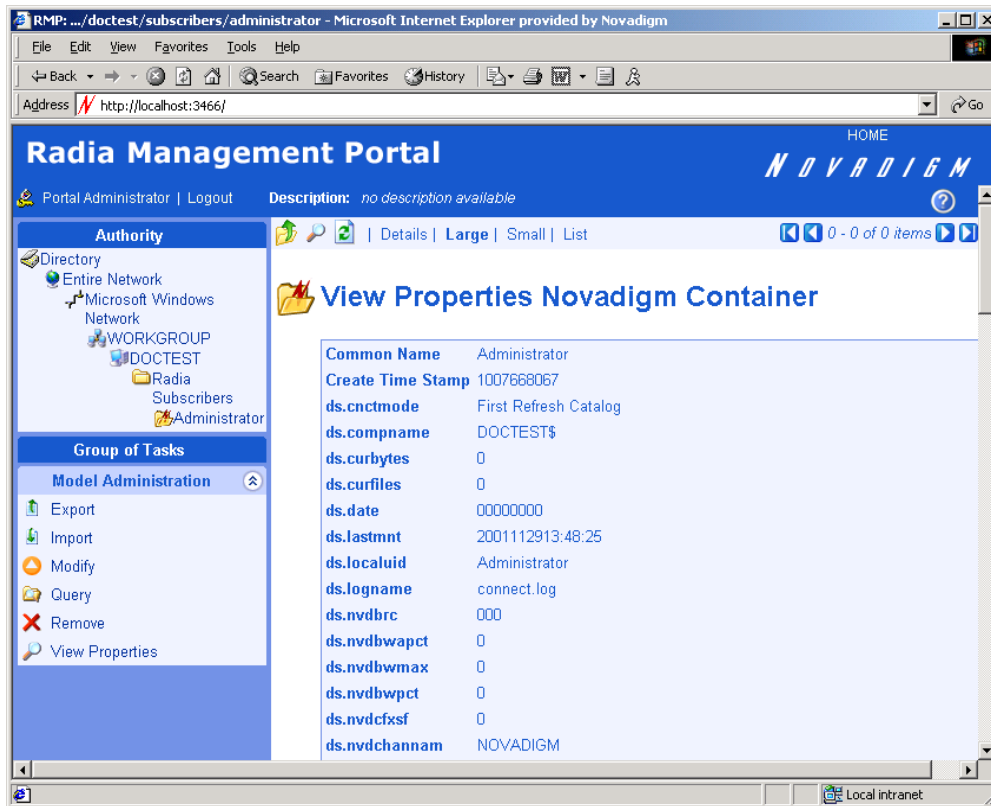 RMP: .../doctest/subscribers/administrator - Microsoft Internet Explorer provided by Novadigm
File Edit View Favorites Tools Help
Back Search Favorites History
Address http://localhost:3466/ Go
HOME
Radia Management Portal
NOVADIGM
Portal Administrator | Logout Description: no description available
Authority
Directory
Entire Network
Microsoft Windows
Network
WORKGROUP
DOCTEST
Radia
Subscribers
Administrator
Group of Tasks
Model Administration
Export
Import
Modify
Query
Remove
View Properties
| Details | Large | Small | List 0 - 0 of 0 items
View Properties Novadigm Container
Common Name Administrator
Create Time Stamp 1007668067
ds.cnctmode First Refresh Catalog
ds.compname DOCTEST$
ds.curbytes 0
ds.curfiles 0
ds.date 00000000
ds.lastmnt 2001112913:48:25
ds.localuid Administrator
ds.logname connect.log
ds.nvdbrc 000
ds.nvdbwapct 0
ds.nvdbwmax 0
ds.nvdbwpct 0
ds.nvdcfxsf 0
ds.nvdchannam NOVADIGM
Local intranet